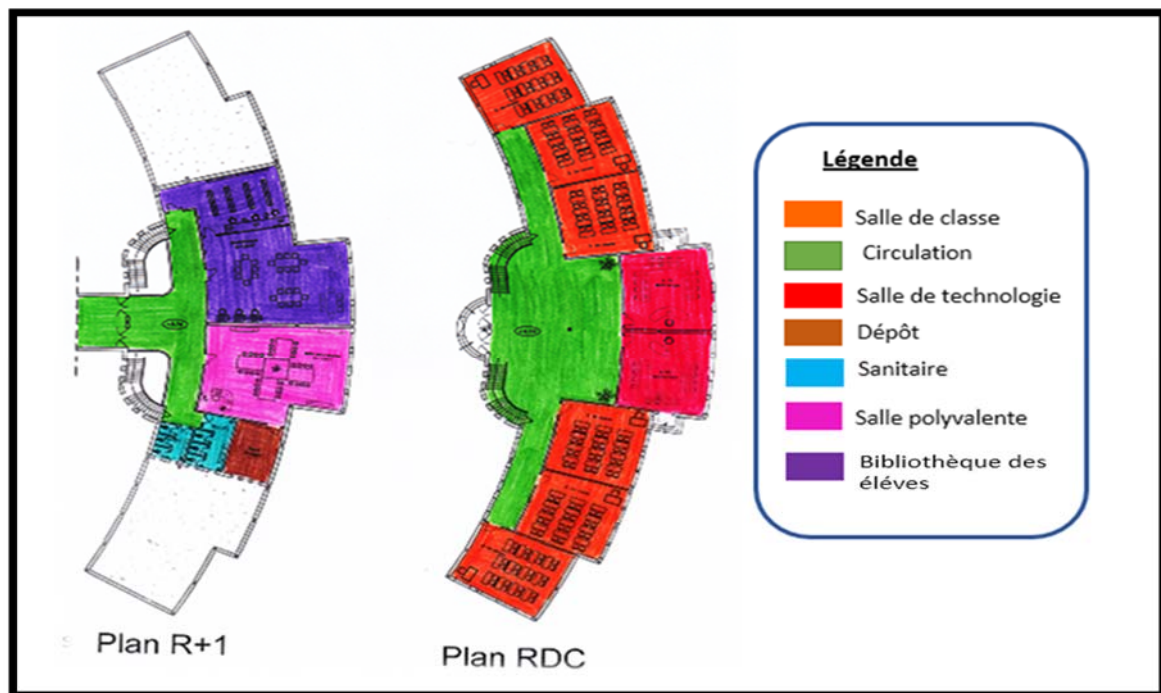 Légende
Salle de classe
Circulation
Salle de technologie
Dépôt
Sanitaire
Salle polyvalente
Bibliothèque des
éléves
Plan R+1
Plan RDC